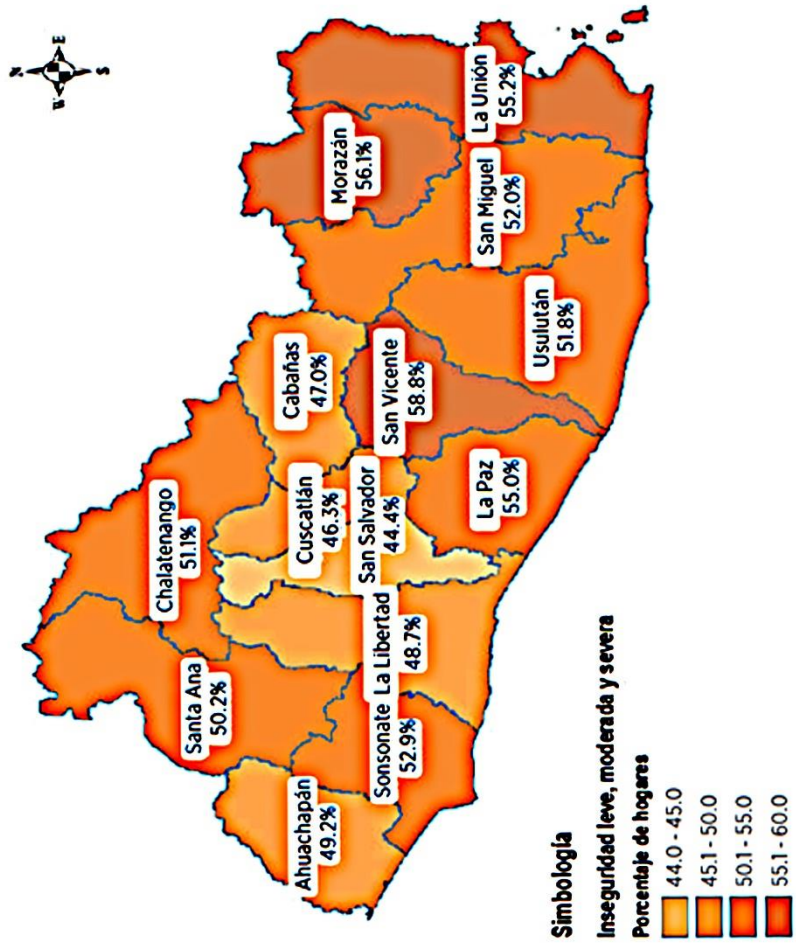 N
W
E
S
Chalatenango
51.1%
Santa Ana
50.2%
Ahuachapán
49.2%
Sonsonate
52.9%
La Libertad
48.7%
San Salvador
44.4%
Cuscatlán
46.3%
Cabañas
47.0%
San Vicente
58.8%
La Paz
55.0%
Usulután
51.8%
San Miguel
52.0%
Morazán
56.1%
La Unión
55.2%
Simbología
Inseguridad leve, moderada y severa
Porcentaje de hogares
44.0 - 45.0
45.1 - 50.0
50.1 - 55.0
55.1 - 60.0